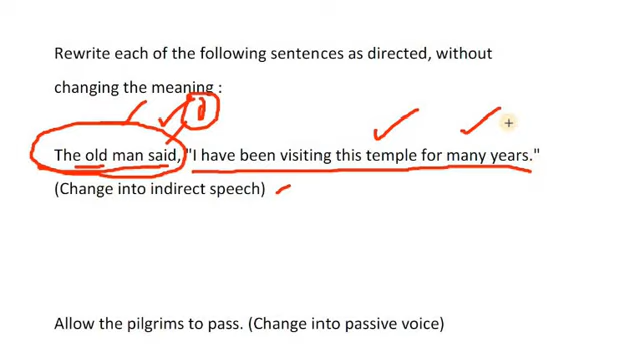 Rewrite each of the following sentences as directed, without
changing the meaning :
The old man said, "I have been visiting this temple for many years."
(Change into indirect speech)
Allow the pilgrims to pass. (Change into passive voice)